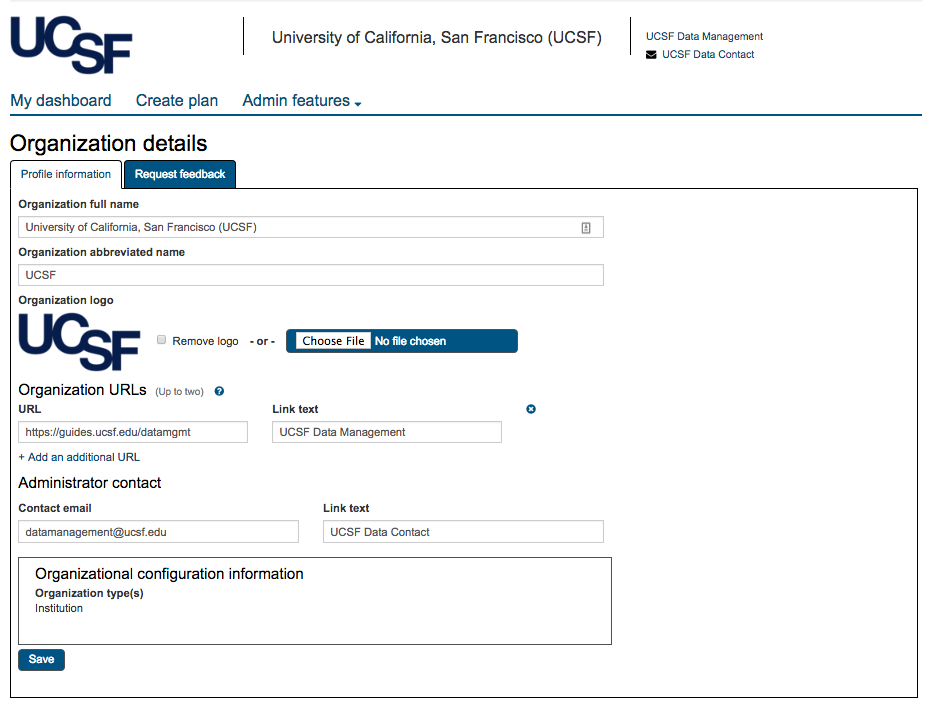 UCSF
University of California, San Francisco (UCSF)
UCSF Data Management
UCSF Data Contact
My dashboard Create plan Admin features
Organization details
Profile information Request feedback
Organization full name
University of California, San Francisco (UCSF)
Organization abbreviated name
UCSF
Organization logo
UCSF
Remove logo - or - Choose File No file chosen
Organization URLs (Up to two) ?
URL Link text
https://guides.ucsf.edu/datamgmt UCSF Data Management
+ Add an additional URL
Administrator contact
Contact email Link text
datamanagement@ucsf.edu UCSF Data Contact
Organizational configuration information
Organization type(s)
Institution
Save